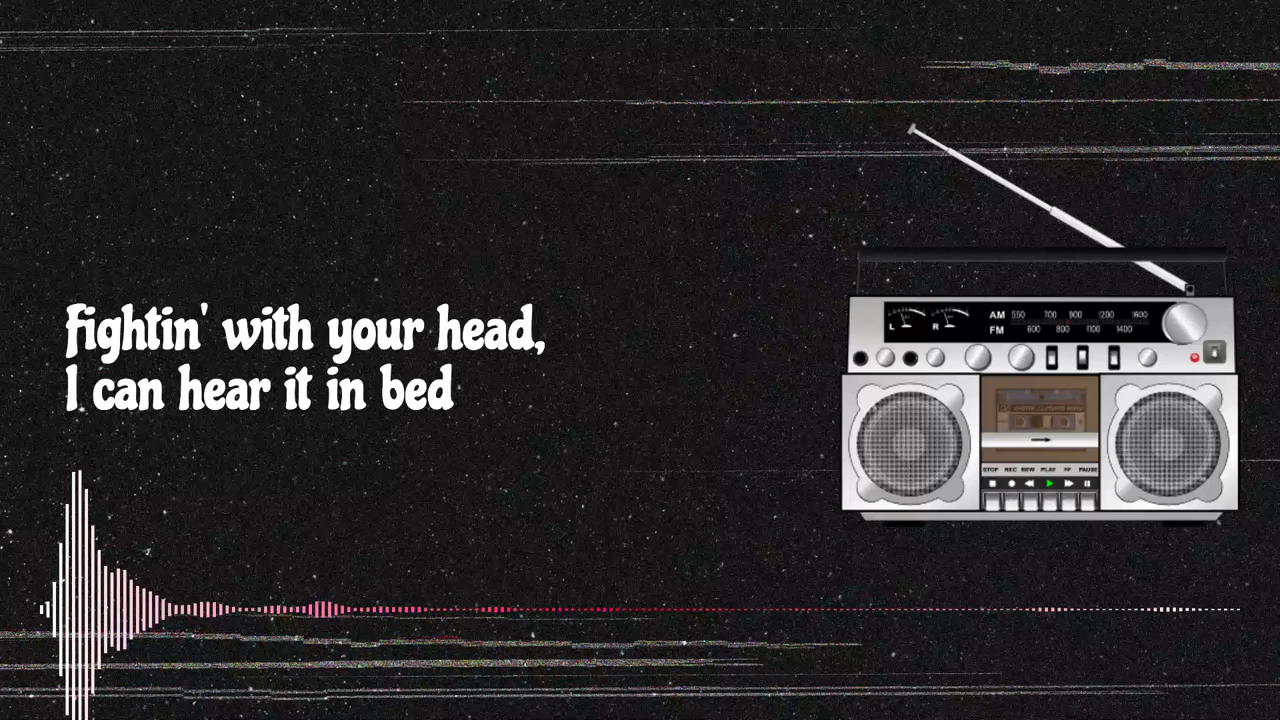 Fightin' with your head,
I can hear it in bed
AM 550 700 900 1200 1600
FM 600 800 1100 1400
L R
STOP REC REW PLAY FF PAUSE